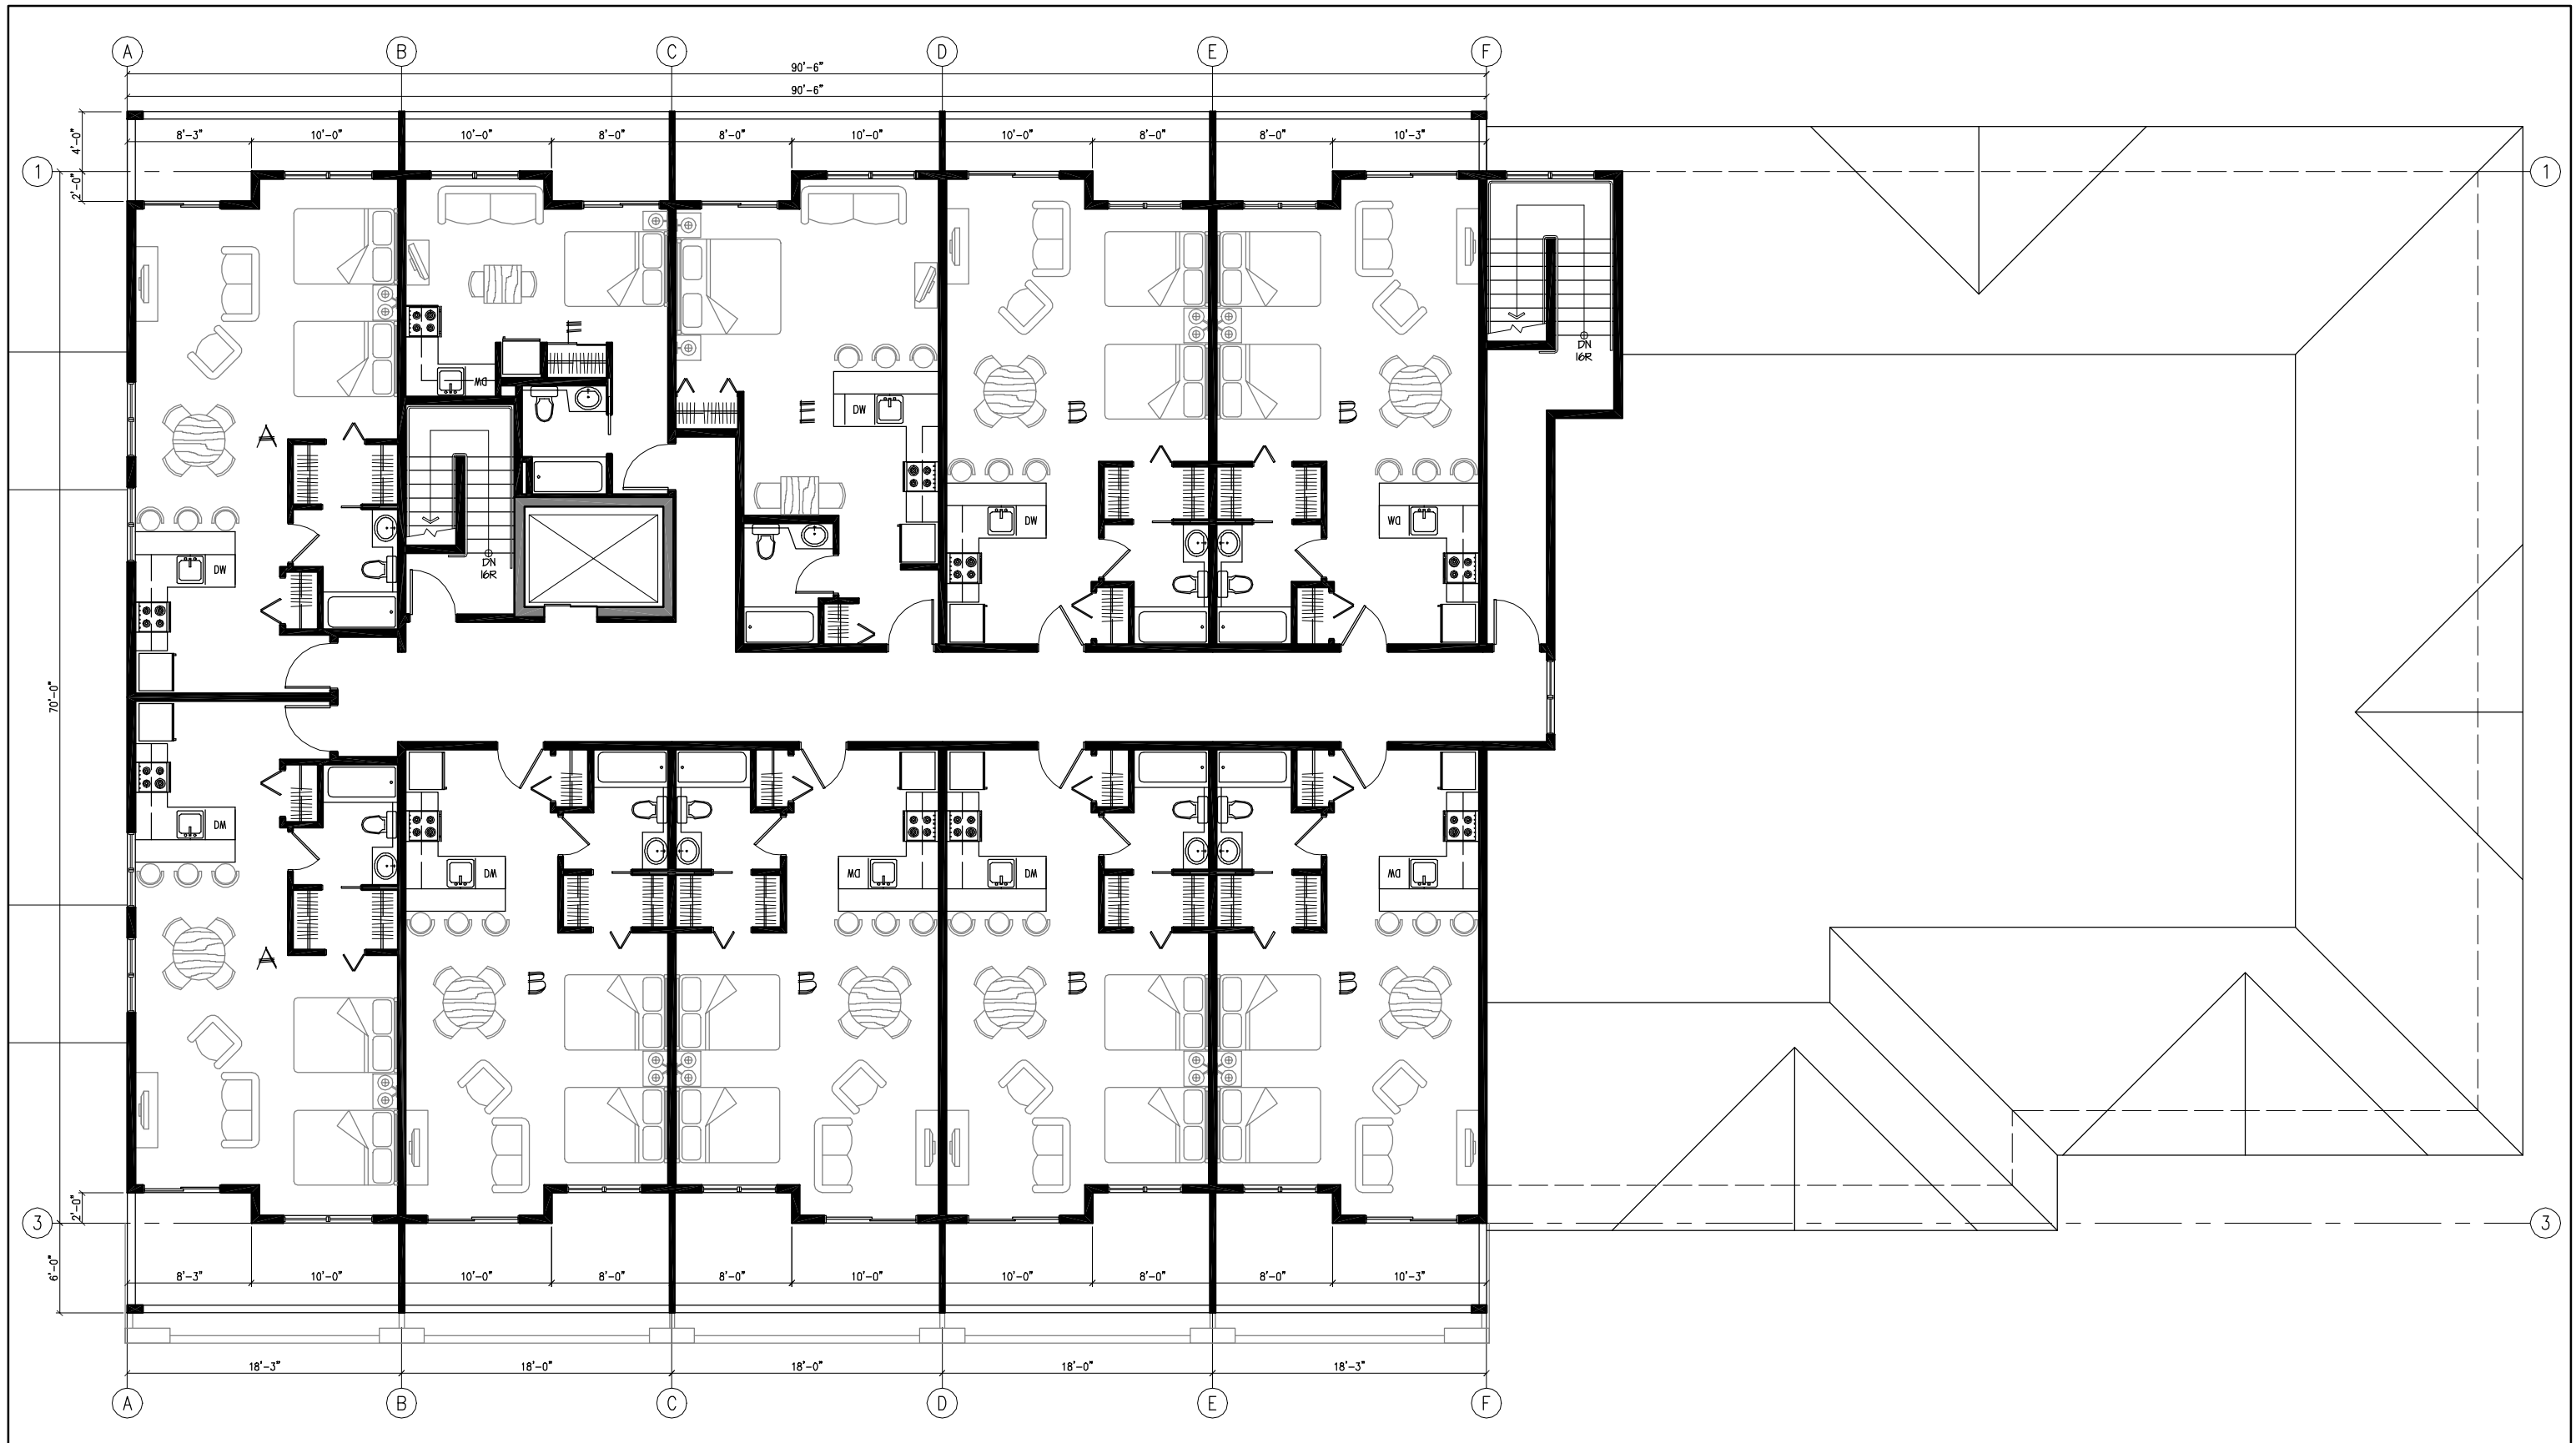 A B C D E F
90'-6"
90'-6"
8'-3" 10'-0" 10'-0" 8'-0" 8'-0" 10'-0" 10'-0" 8'-0" 8'-0" 10'-3"
4'-0"
1 2'-0" 1
DN
16R
E
A DW E B B
DW
DW DW DW
DN
16R
DW
70'-0"
DW
DW DW DW DW
A B B B B
2'-0"
3 3
6'-0"
8'-3" 10'-0" 10'-0" 8'-0" 8'-0" 10'-0" 10'-0" 8'-0" 8'-0" 10'-3"
18'-3" 18'-0" 18'-0" 18'-0" 18'-3"
A B C D E F